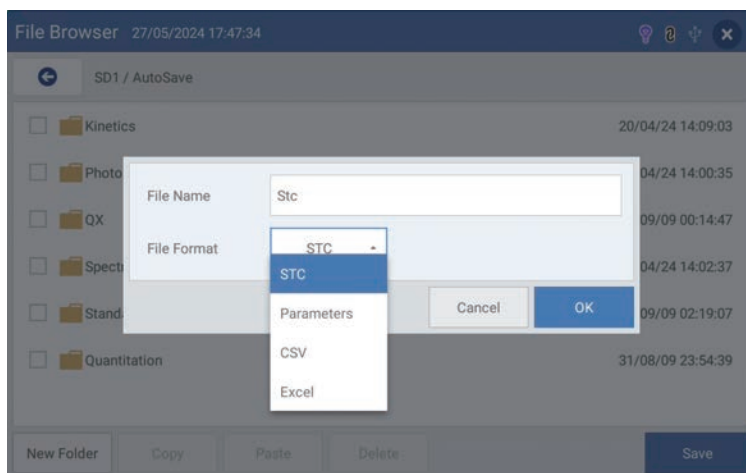 File Browser 27/05/2024 17:47:34
SD1 / AutoSave
Kinetics 20/04/24 14:09:03
Photo 04/24 14:00:35
File Name Stc
QX 09/09 00:14:47
File Format STC
STC
Spectr 04/24 14:02:37
Parameters Cancel OK
Stand 09/09 02:19:07
CSV
Quantitation 31/08/09 23:54:39
Excel
New Folder Copy Paste Delete Save